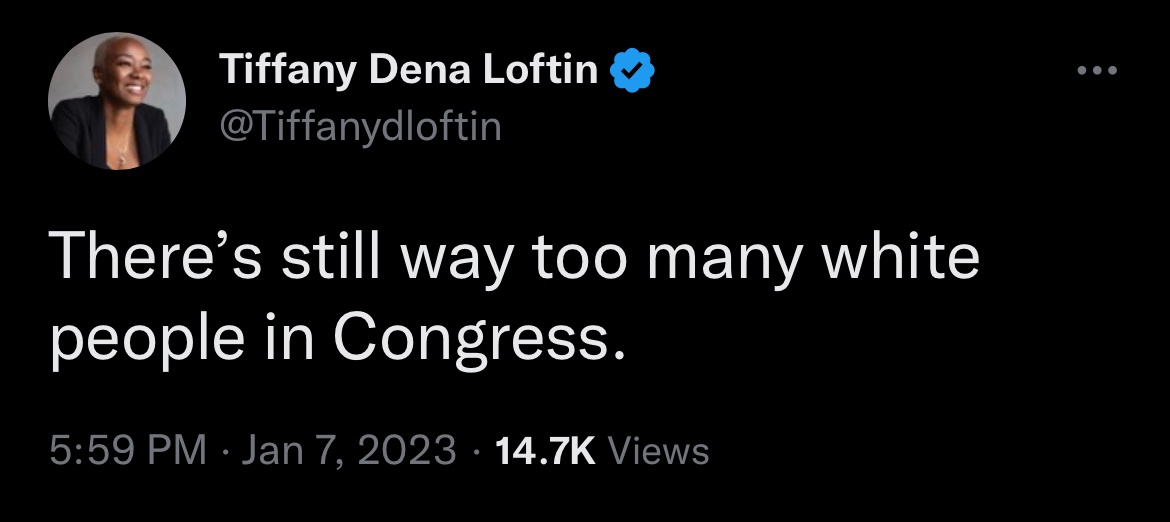 Tiffany Dena Loftin
@Tiffanydloftin
There’s still way too many white
people in Congress.
5:59 PM · Jan 7, 2023 · 14.7K Views